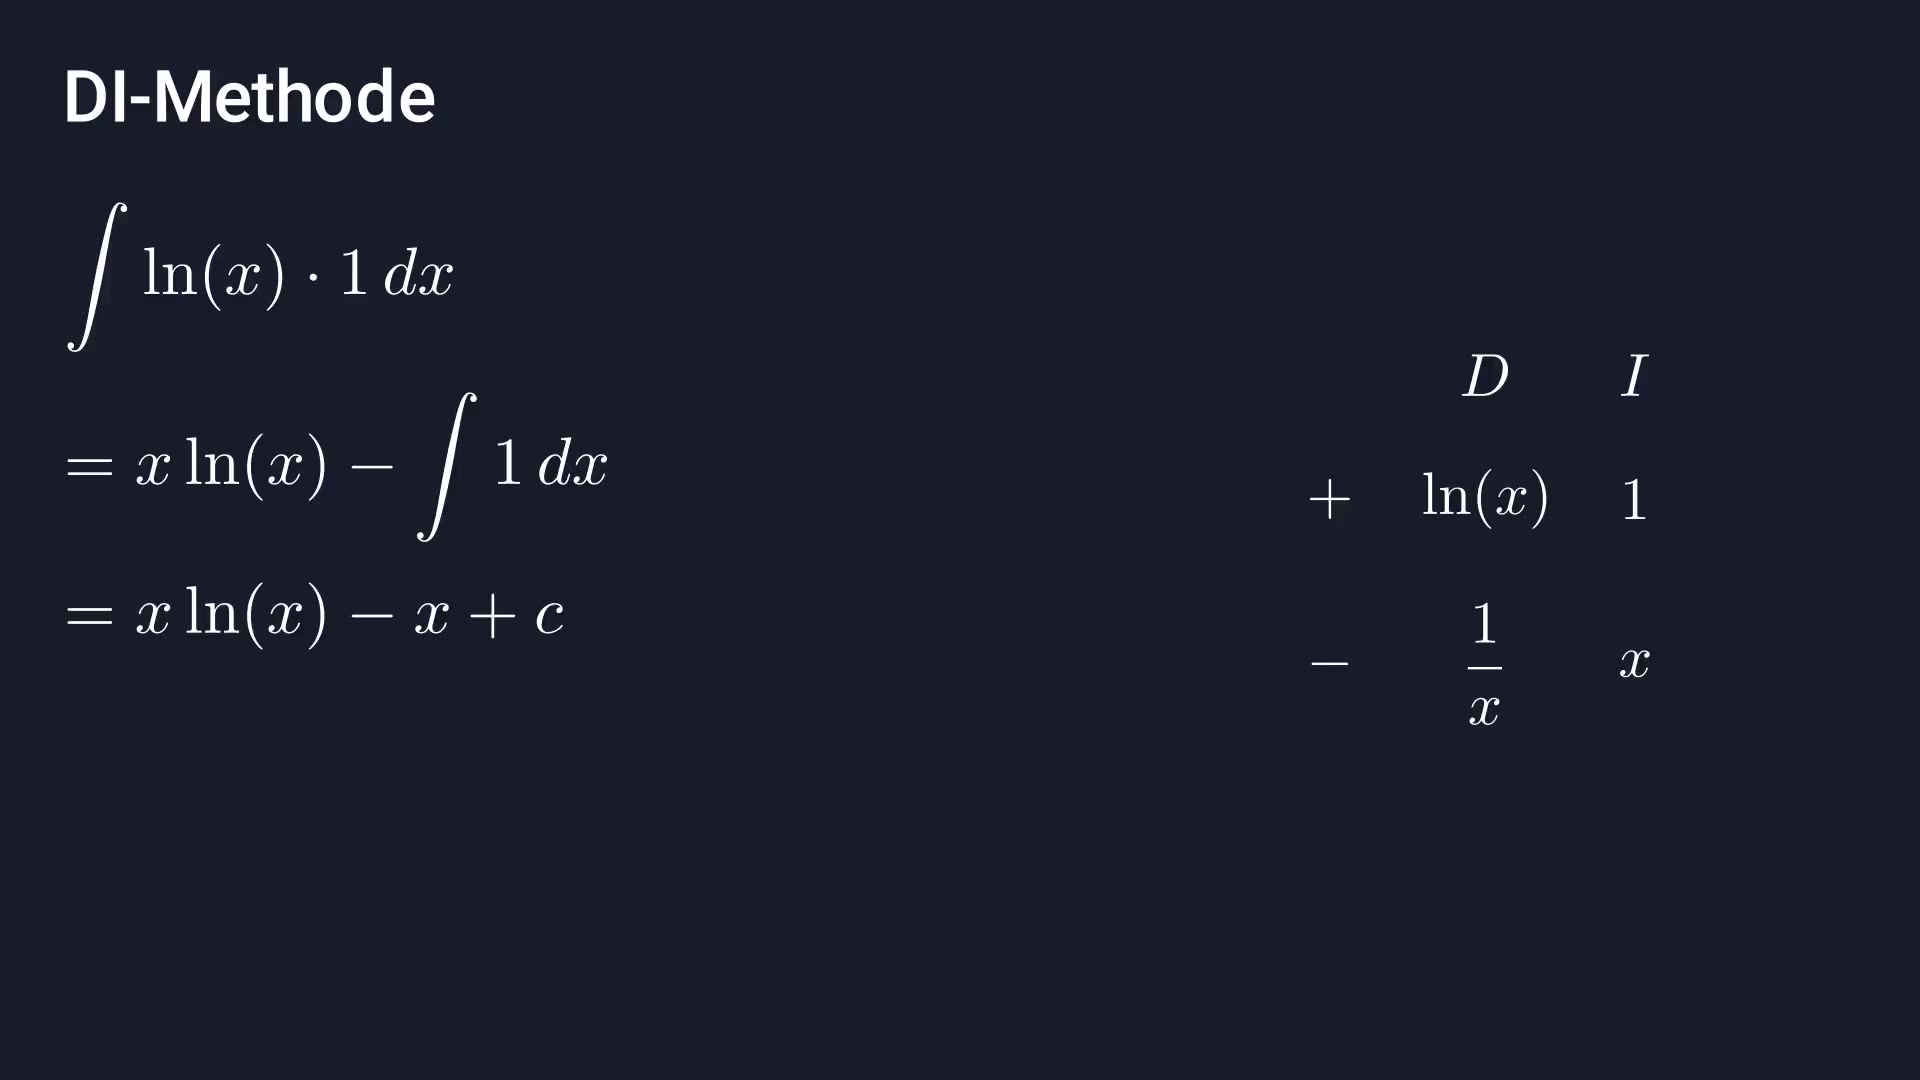 DI-Methode
∫ ln(x) · 1 dx
= x ln(x) − ∫ 1 dx
= x ln(x) − x + c
D I
+ ln(x) 1
− 1/x x